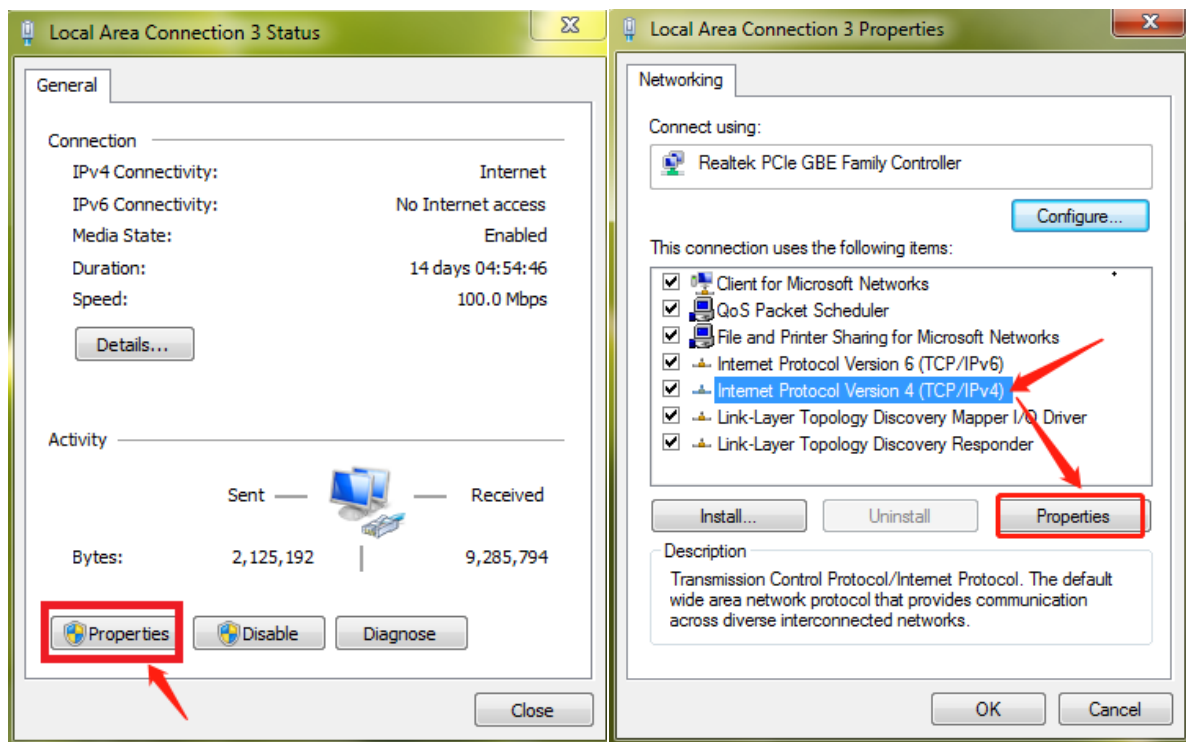 Local Area Connection 3 Status
General
Connection
IPv4 Connectivity: Internet
IPv6 Connectivity: No Internet access
Media State: Enabled
Duration: 14 days 04:54:46
Speed: 100.0 Mbps
Details...
Activity
Sent Received
Bytes: 2,125,192 9,285,794
Properties Disable Diagnose
Close
Local Area Connection 3 Properties
Networking
Connect using:
Realtek PCIe GBE Family Controller
Configure...
This connection uses the following items:
Client for Microsoft Networks
QoS Packet Scheduler
File and Printer Sharing for Microsoft Networks
Internet Protocol Version 6 (TCP/IPv6)
Internet Protocol Version 4 (TCP/IPv4)
Link-Layer Topology Discovery Mapper I/O Driver
Link-Layer Topology Discovery Responder
Install... Uninstall Properties
Description
Transmission Control Protocol/Internet Protocol. The default
wide area network protocol that provides communication
across diverse interconnected networks.
OK Cancel